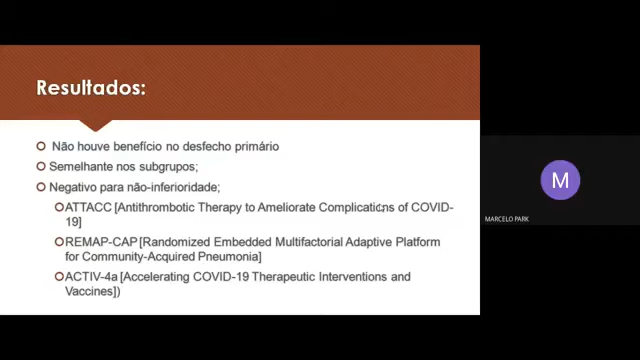 Resultados:
Não houve benefício no desfecho primário
Semelhante nos subgrupos;
Negativo para não-inferioridade;
ATTACC [Antithrombotic Therapy to Ameliorate Complications of COVID-
19]
REMAP-CAP [Randomized Embedded Multifactorial Adaptive Platform
for Community-Acquired Pneumonia]
ACTIV-4a [Accelerating COVID-19 Therapeutic Interventions and
Vaccines])
M
MARCELO PARK